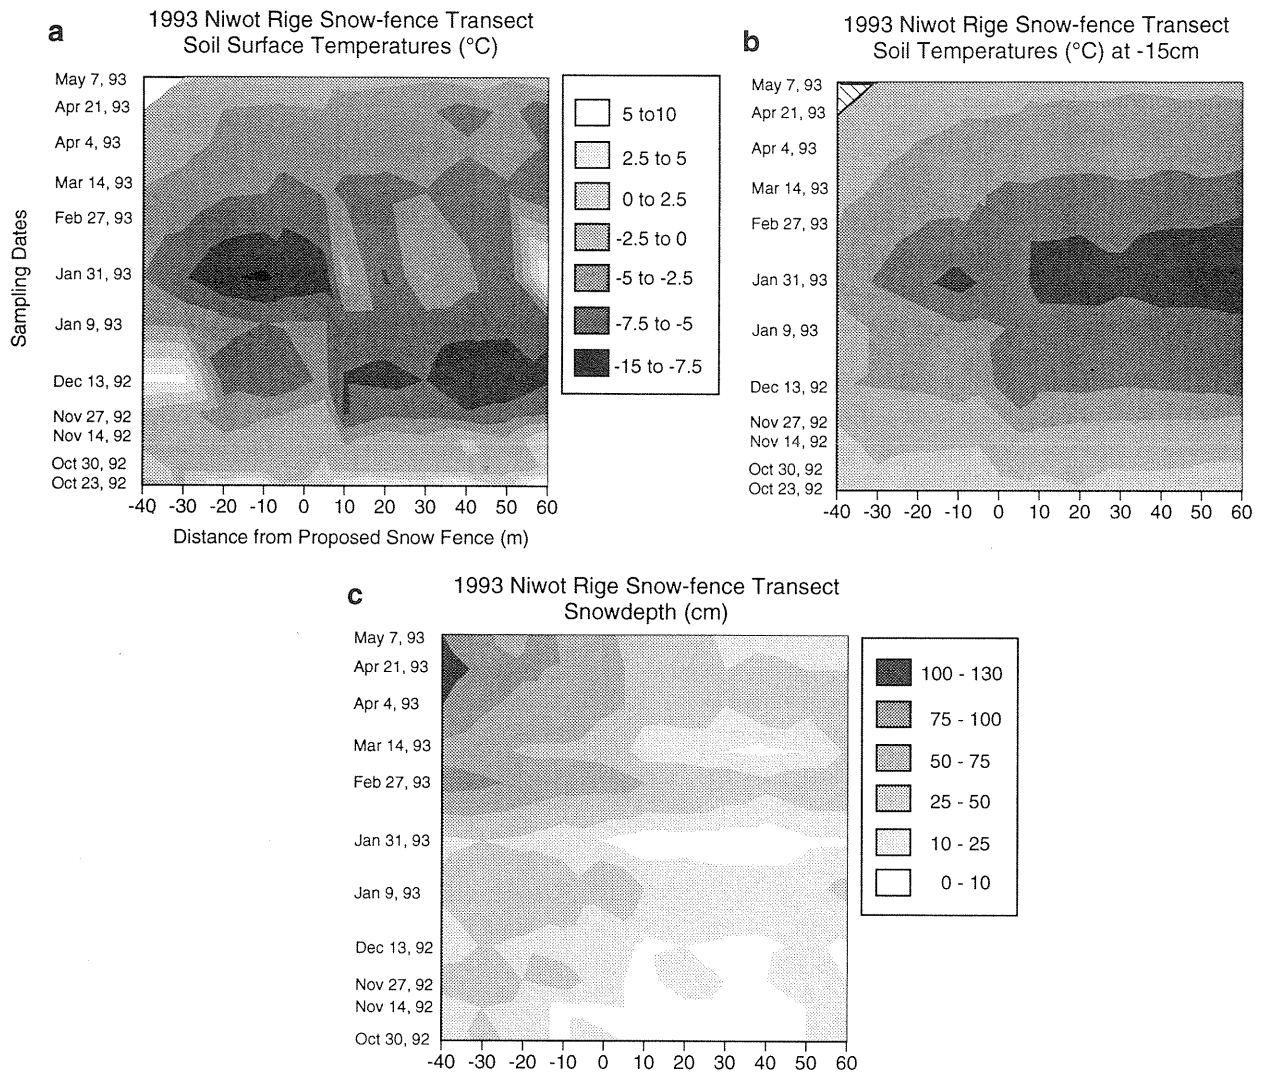 a
1993 Niwot Rige Snow-fence Transect
Soil Surface Temperatures (°C)
May 7, 93
Apr 21, 93
Apr 4, 93
Mar 14, 93
Feb 27, 93
Jan 31, 93
Jan 9, 93
Dec 13, 92
Nov 27, 92
Nov 14, 92
Oct 30, 92
Oct 23, 92
Sampling Dates
-40 -30 -20 -10 0 10 20 30 40 50 60
Distance from Proposed Snow Fence (m)
5 to10
2.5 to 5
0 to 2.5
-2.5 to 0
-5 to -2.5
-7.5 to -5
-15 to -7.5
b
1993 Niwot Rige Snow-fence Transect
Soil Temperatures (°C) at -15cm
May 7, 93
Apr 21, 93
Apr 4, 93
Mar 14, 93
Feb 27, 93
Jan 31, 93
Jan 9, 93
Dec 13, 92
Nov 27, 92
Nov 14, 92
Oct 30, 92
Oct 23, 92
-40 -30 -20 -10 0 10 20 30 40 50 60
c
1993 Niwot Rige Snow-fence Transect
Snowdepth (cm)
May 7, 93
Apr 21, 93
Apr 4, 93
Mar 14, 93
Feb 27, 93
Jan 31, 93
Jan 9, 93
Dec 13, 92
Nov 27, 92
Nov 14, 92
Oct 30, 92
-40 -30 -20 -10 0 10 20 30 40 50 60
100 - 130
75 - 100
50 - 75
25 - 50
10 - 25
0 - 10